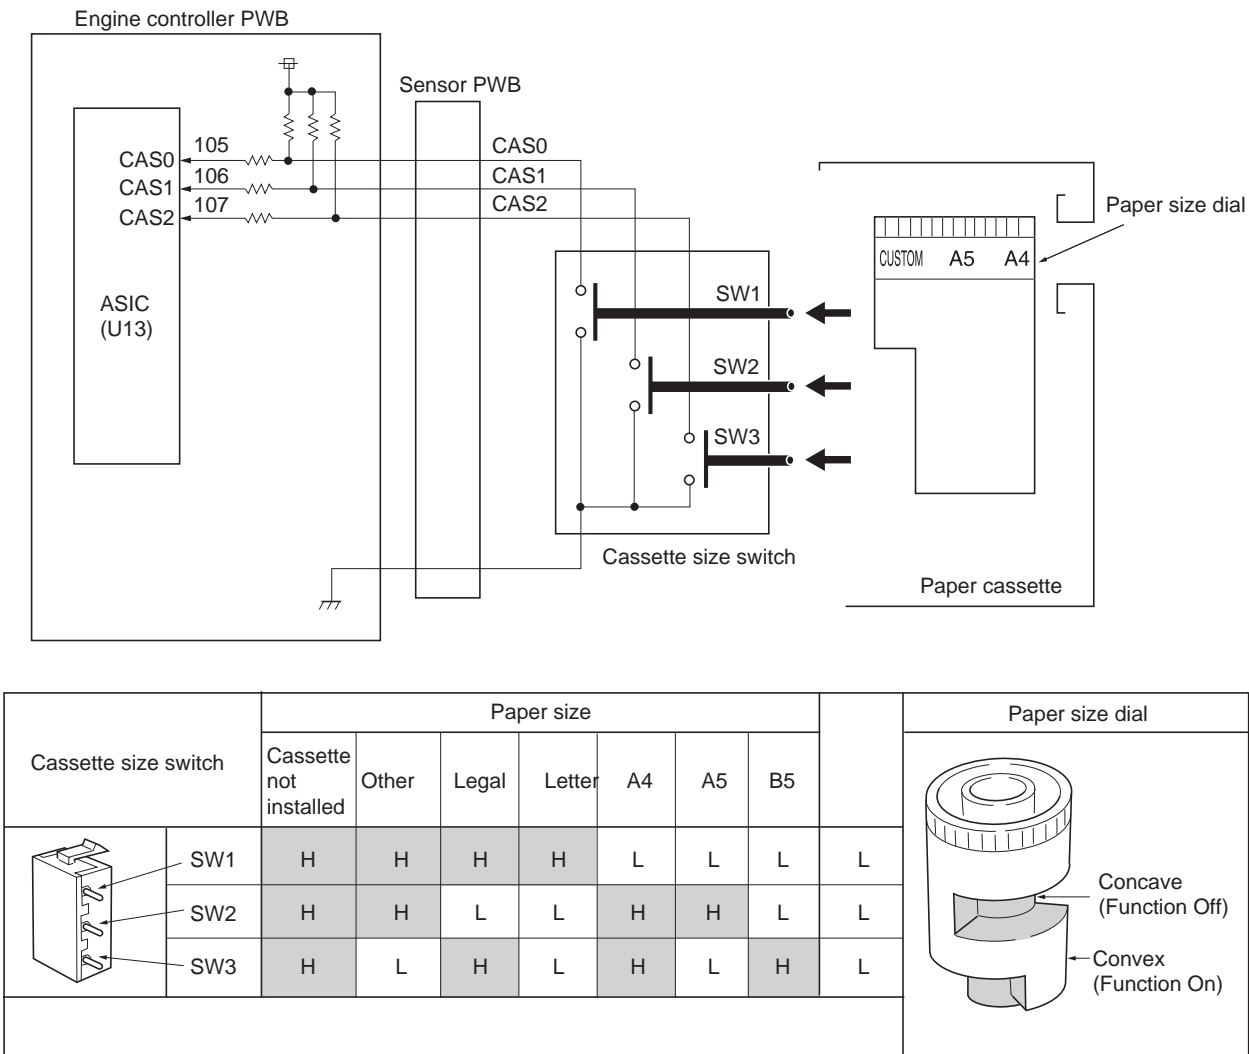 Engine controller PWB
Sensor PWB
CAS0 105 CAS0
CAS1 106 CAS1
CAS2 107 CAS2
Paper size dial
CUSTOM A5 A4
ASIC
(U13)
SW1
SW2
SW3
Cassette size switch
Paper cassette
Cassette size switch
Paper size
Paper size dial
Cassette
not
installed
Other Legal Letter A4 A5 B5
SW1 H H H H L L L L
SW2 H H L L H H L L
SW3 H L H L H L H L
Concave
(Function Off)
Convex
(Function On)